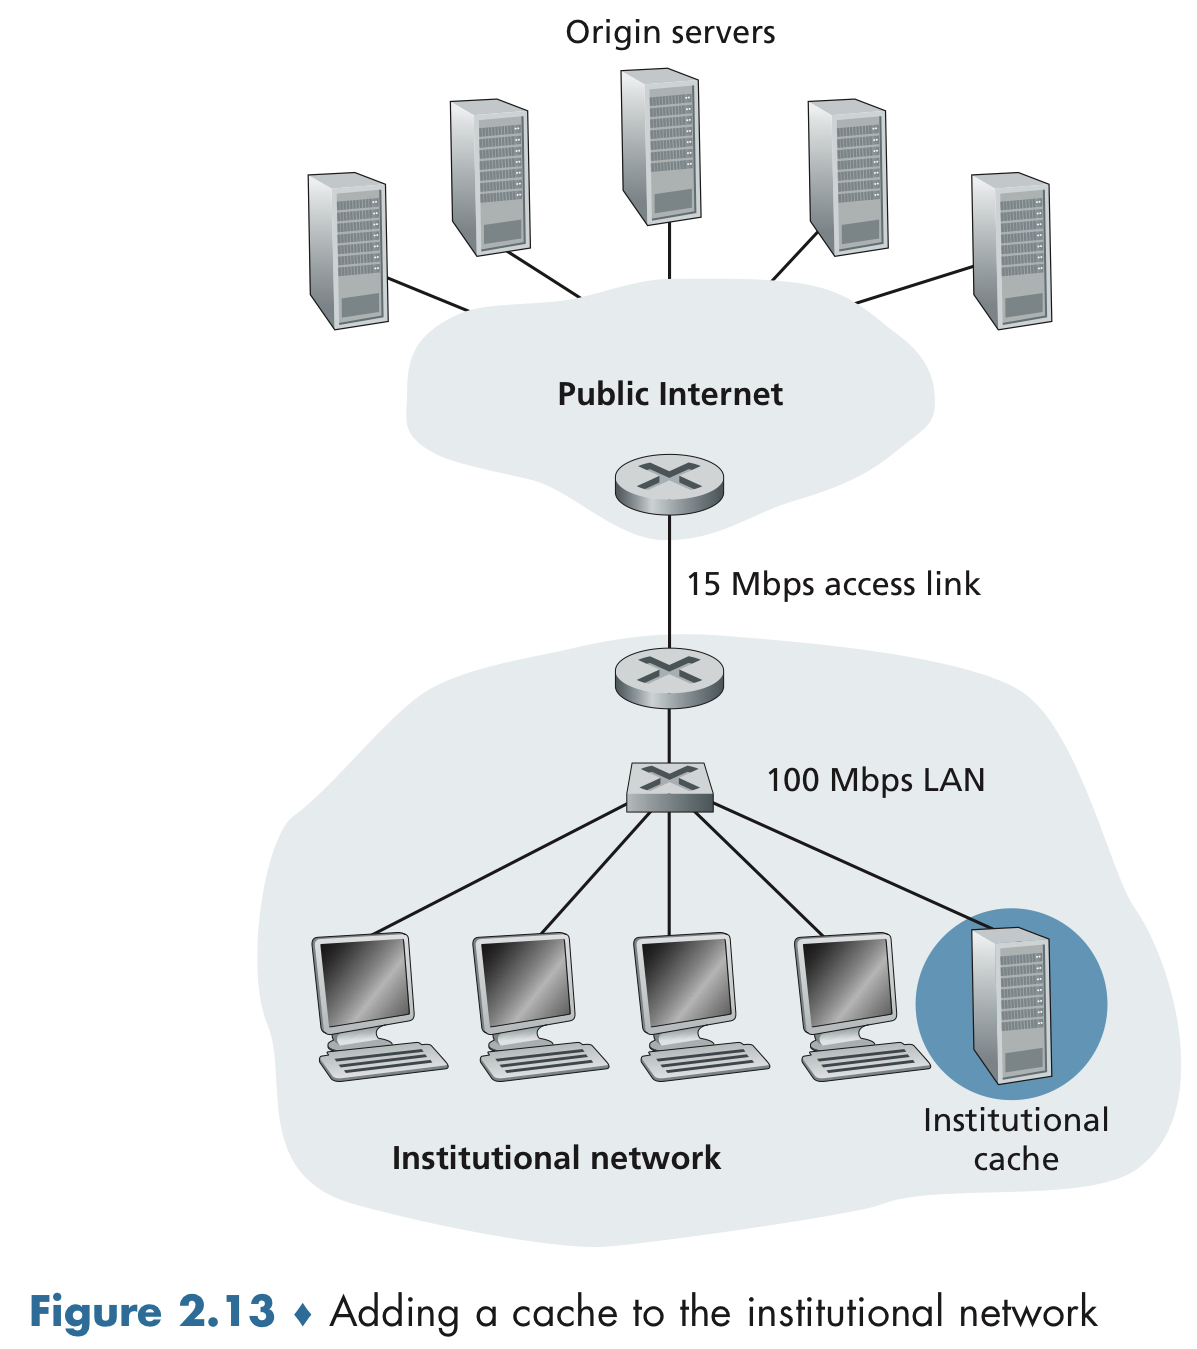 Origin servers
Public Internet
15 Mbps access link
100 Mbps LAN
Institutional
cache
Institutional network
Figure 2.13 ♦ Adding a cache to the institutional network